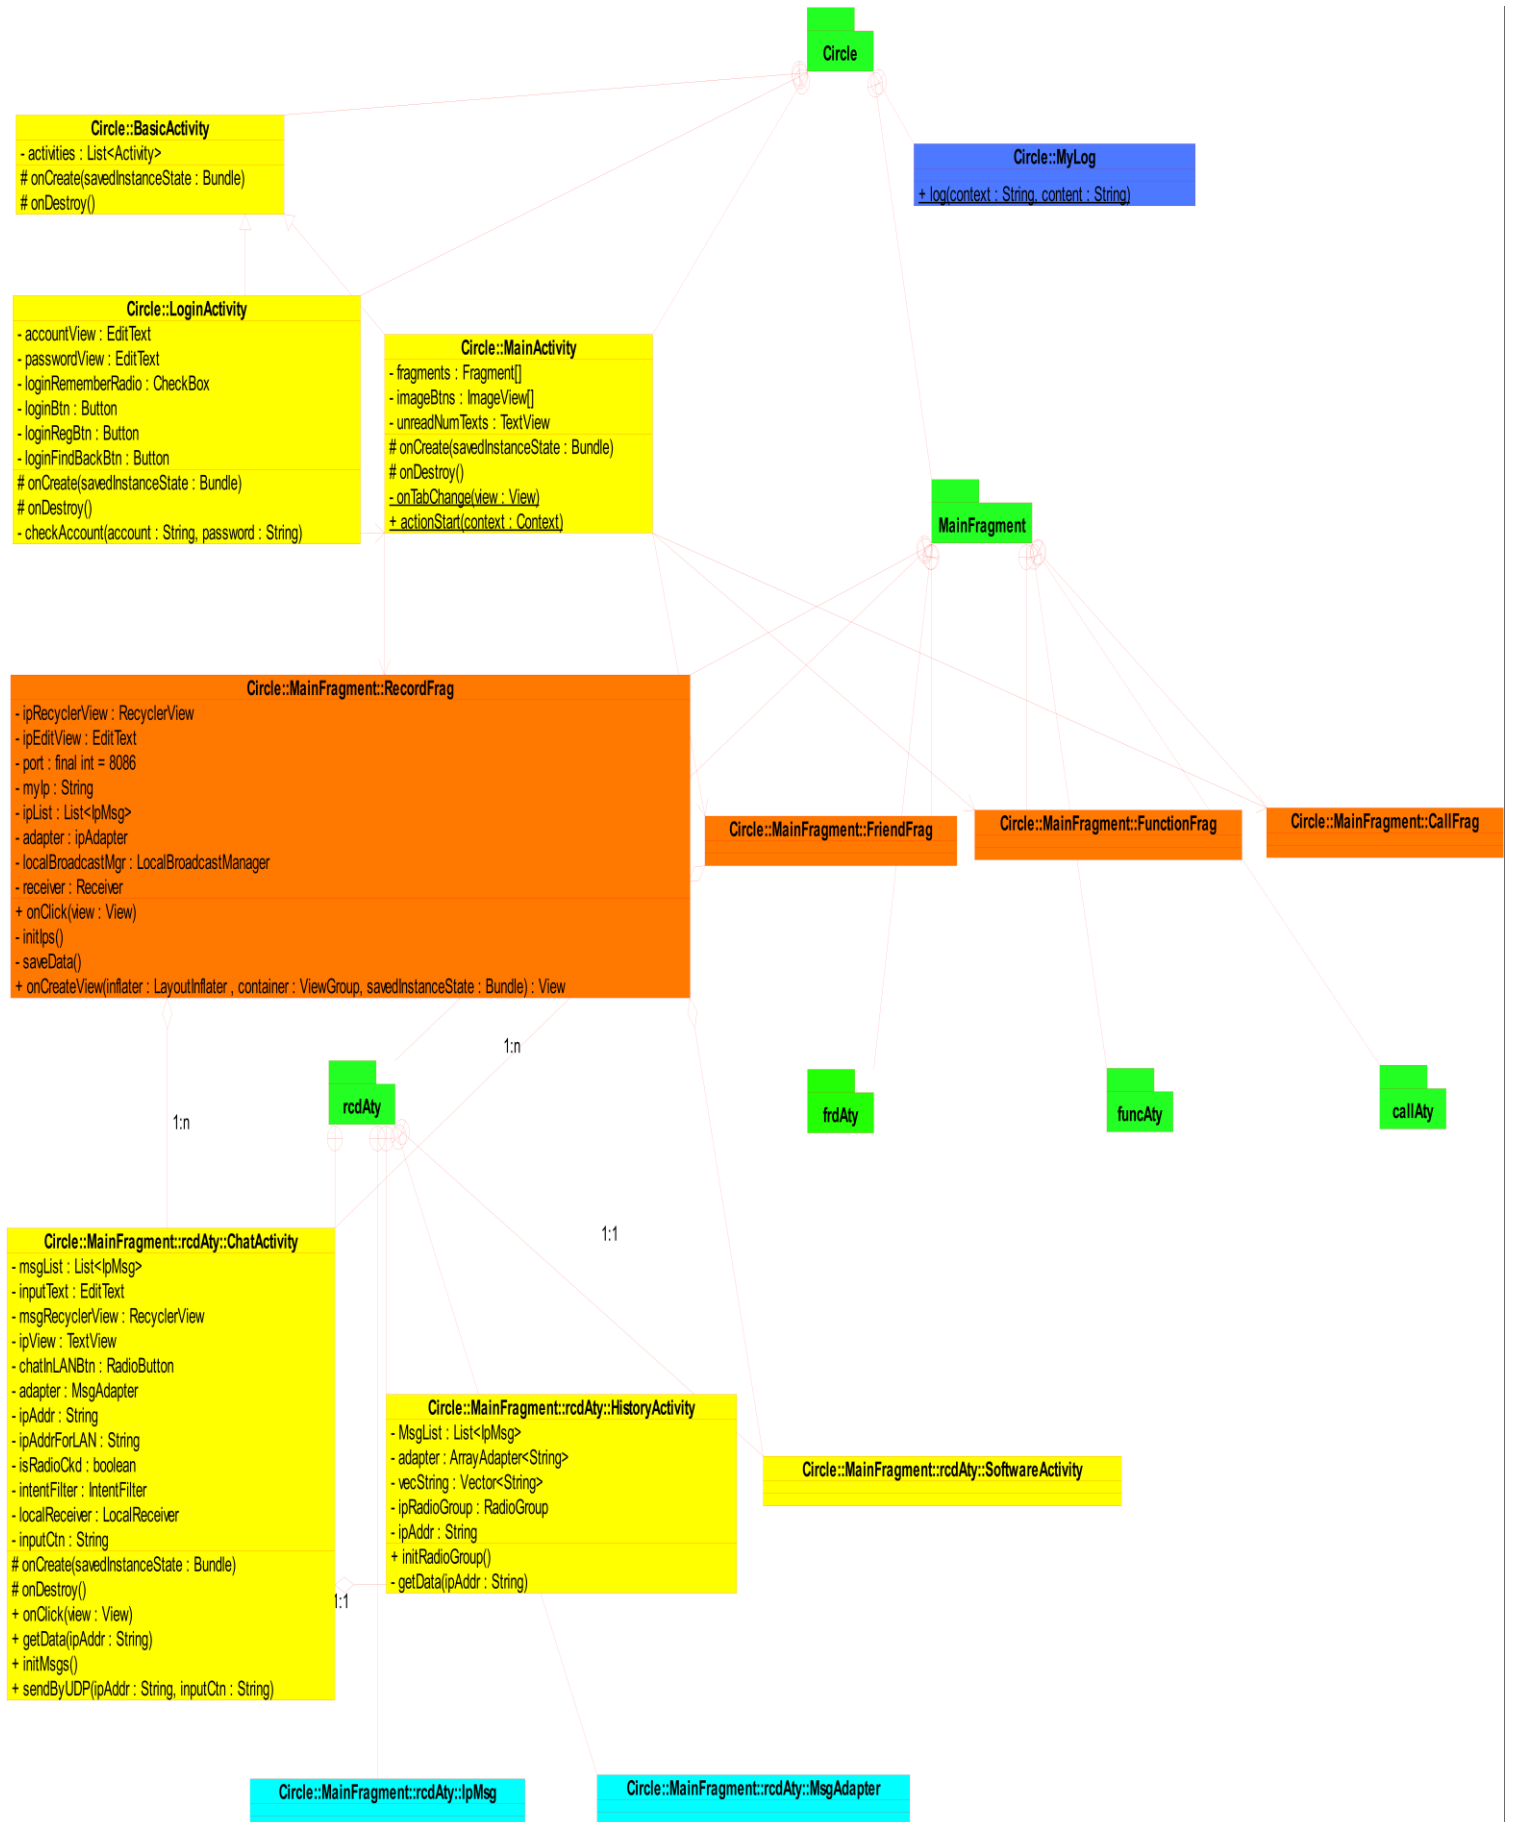 Circle
Circle::BasicActivity
- activities : List<Activity>
# onCreate(savedInstanceState : Bundle)
# onDestroy()
Circle::MyLog
+ log(context : String, content : String)
Circle::LoginActivity
- accountView : EditText
- passwordView : EditText
- loginRememberRadio : CheckBox
- loginBtn : Button
- loginRegBtn : Button
- loginFindBackBtn : Button
# onCreate(savedInstanceState : Bundle)
# onDestroy()
- checkAccount(account : String, password : String)
Circle::MainActivity
- fragments : Fragment[]
- imageBtns : ImageView[]
- unreadNumTexts : TextView
# onCreate(savedInstanceState : Bundle)
# onDestroy()
- onTabChange(view : View)
+ actionStart(context : Context)
MainFragment
Circle::MainFragment::RecordFrag
- ipRecyclerView : RecyclerView
- ipEditView : EditText
- port : final int = 8086
- myIp : String
- ipList : List<IpMsg>
- adapter : ipAdapter
- localBroadcastMgr : LocalBroadcastManager
- receiver : Receiver
+ onClick(view : View)
- initIps()
- saveData()
+ onCreateView(inflater : LayoutInflater , container : ViewGroup, savedInstanceState : Bundle) : View
Circle::MainFragment::FriendFrag
Circle::MainFragment::FunctionFrag
Circle::MainFragment::CallFrag
1:n
1:n
rcdAty
frdAty
funcAty
callAty
1:1
Circle::MainFragment::rcdAty::ChatActivity
- msgList : List<IpMsg>
- inputText : EditText
- msgRecyclerView : RecyclerView
- ipView : TextView
- chatInLANBtn : RadioButton
- adapter : MsgAdapter
- ipAddr : String
- ipAddrForLAN : String
- isRadioCkd : boolean
- intentFilter : IntentFilter
- localReceiver : LocalReceiver
- inputCtn : String
# onCreate(savedInstanceState : Bundle)
# onDestroy()
+ onClick(view : View)
+ getData(ipAddr : String)
+ initMsgs()
+ sendByUDP(ipAddr : String, inputCtn : String)
1:1
Circle::MainFragment::rcdAty::HistoryActivity
- MsgList : List<IpMsg>
- adapter : ArrayAdapter<String>
- vecString : Vector<String>
- ipRadioGroup : RadioGroup
- ipAddr : String
+ initRadioGroup()
- getData(ipAddr : String)
Circle::MainFragment::rcdAty::SoftwareActivity
Circle::MainFragment::rcdAty::IpMsg
Circle::MainFragment::rcdAty::MsgAdapter